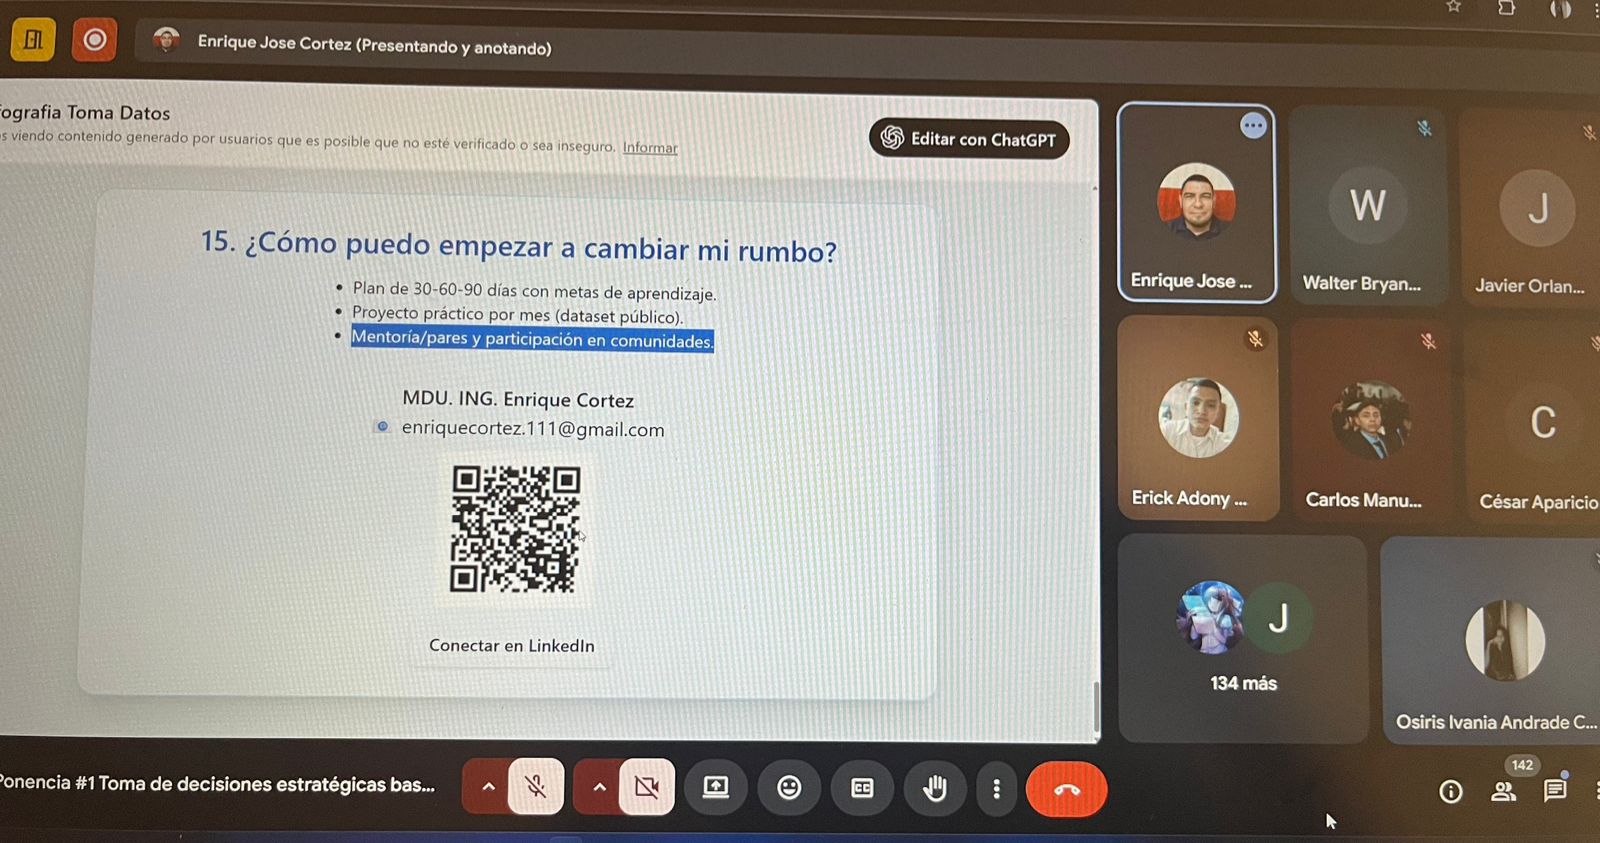 Enrique Jose Cortez (Presentando y anotando)
ografia Toma Datos
s viendo contenido generado por usuarios que es posible que no esté verificado o sea inseguro. Informar
Editar con ChatGPT
15. ¿Cómo puedo empezar a cambiar mi rumbo?
• Plan de 30-60-90 días con metas de aprendizaje.
• Proyecto práctico por mes (dataset público).
• Mentoría/pares y participación en comunidades.
MDU. ING. Enrique Cortez
enriquecortez.111@gmail.com
Conectar en LinkedIn
Enrique Jose ...
W
Walter Bryan...
J
Javier Orlan...
Erick Adony ...
Carlos Manu...
C
César Aparicio
J
134 más
Osiris Ivania Andrade C...
Ponencia #1 Toma de decisiones estratégicas bas...
CC
142